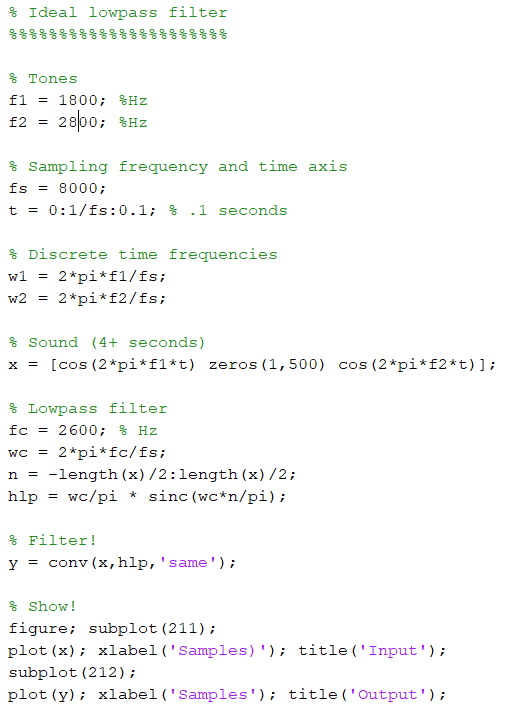 % Ideal lowpass filter
%%%%%%%%%%%%%%%%%%%%%%
% Tones
f1 = 1800; %Hz
f2 = 2800; %Hz
% Sampling frequency and time axis
fs = 8000;
t = 0:1/fs:0.1; % .1 seconds
% Discrete time frequencies
w1 = 2*pi*f1/fs;
w2 = 2*pi*f2/fs;
% Sound (4+ seconds)
x = [cos(2*pi*f1*t) zeros(1,500) cos(2*pi*f2*t)];
% Lowpass filter
fc = 2600; % Hz
wc = 2*pi*fc/fs;
n = -length(x)/2:length(x)/2;
hlp = wc/pi * sinc(wc*n/pi);
% Filter!
y = conv(x,hlp,'same');
% Show!
figure; subplot(211);
plot(x); xlabel('Samples)'); title('Input');
subplot(212);
plot(y); xlabel('Samples'); title('Output');